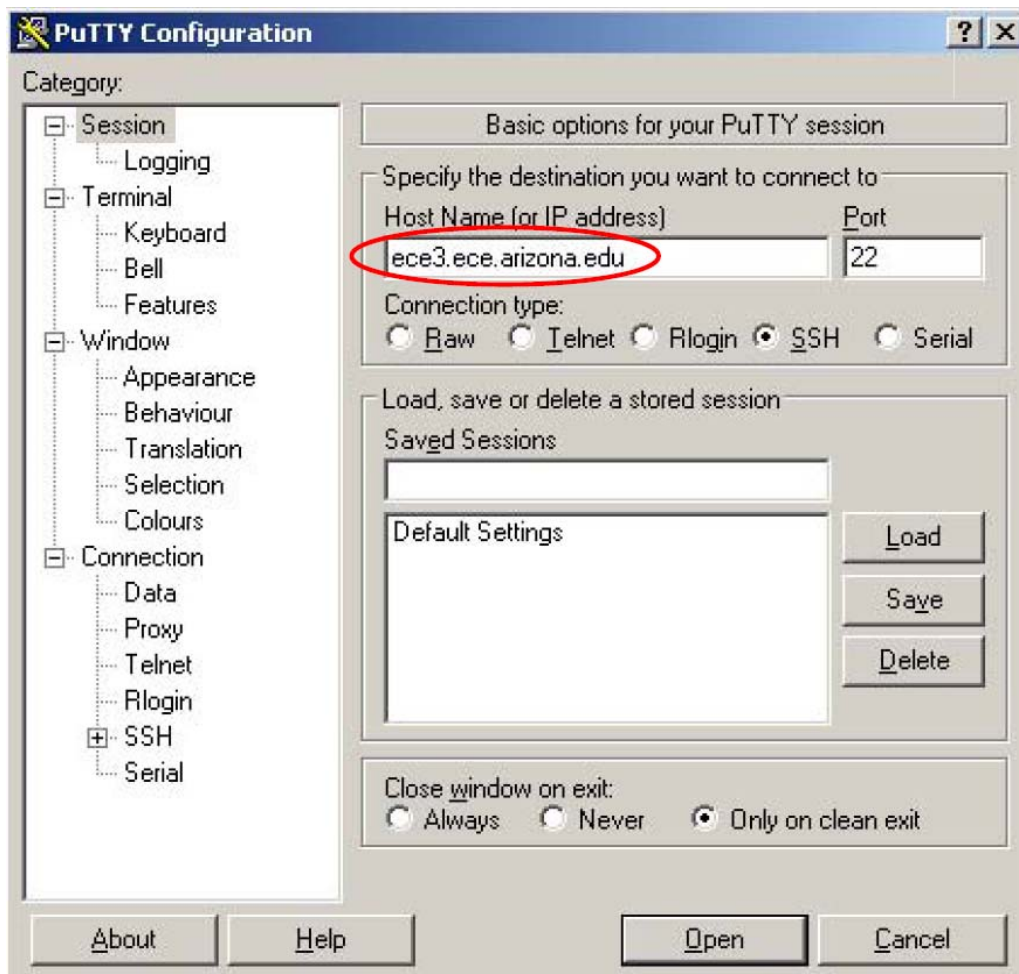 PuTTY Configuration
Category:
Session
Logging
Terminal
Keyboard
Bell
Features
Window
Appearance
Behaviour
Translation
Selection
Colours
Connection
Data
Proxy
Telnet
Rlogin
SSH
Serial
Basic options for your PuTTY session
Specify the destination you want to connect to
Host Name (or IP address) Port
ece3.ece.arizona.edu 22
Connection type:
Raw Telnet Rlogin SSH Serial
Load, save or delete a stored session
Saved Sessions
Default Settings
Load
Save
Delete
Close window on exit:
Always Never Only on clean exit
About Help Open Cancel